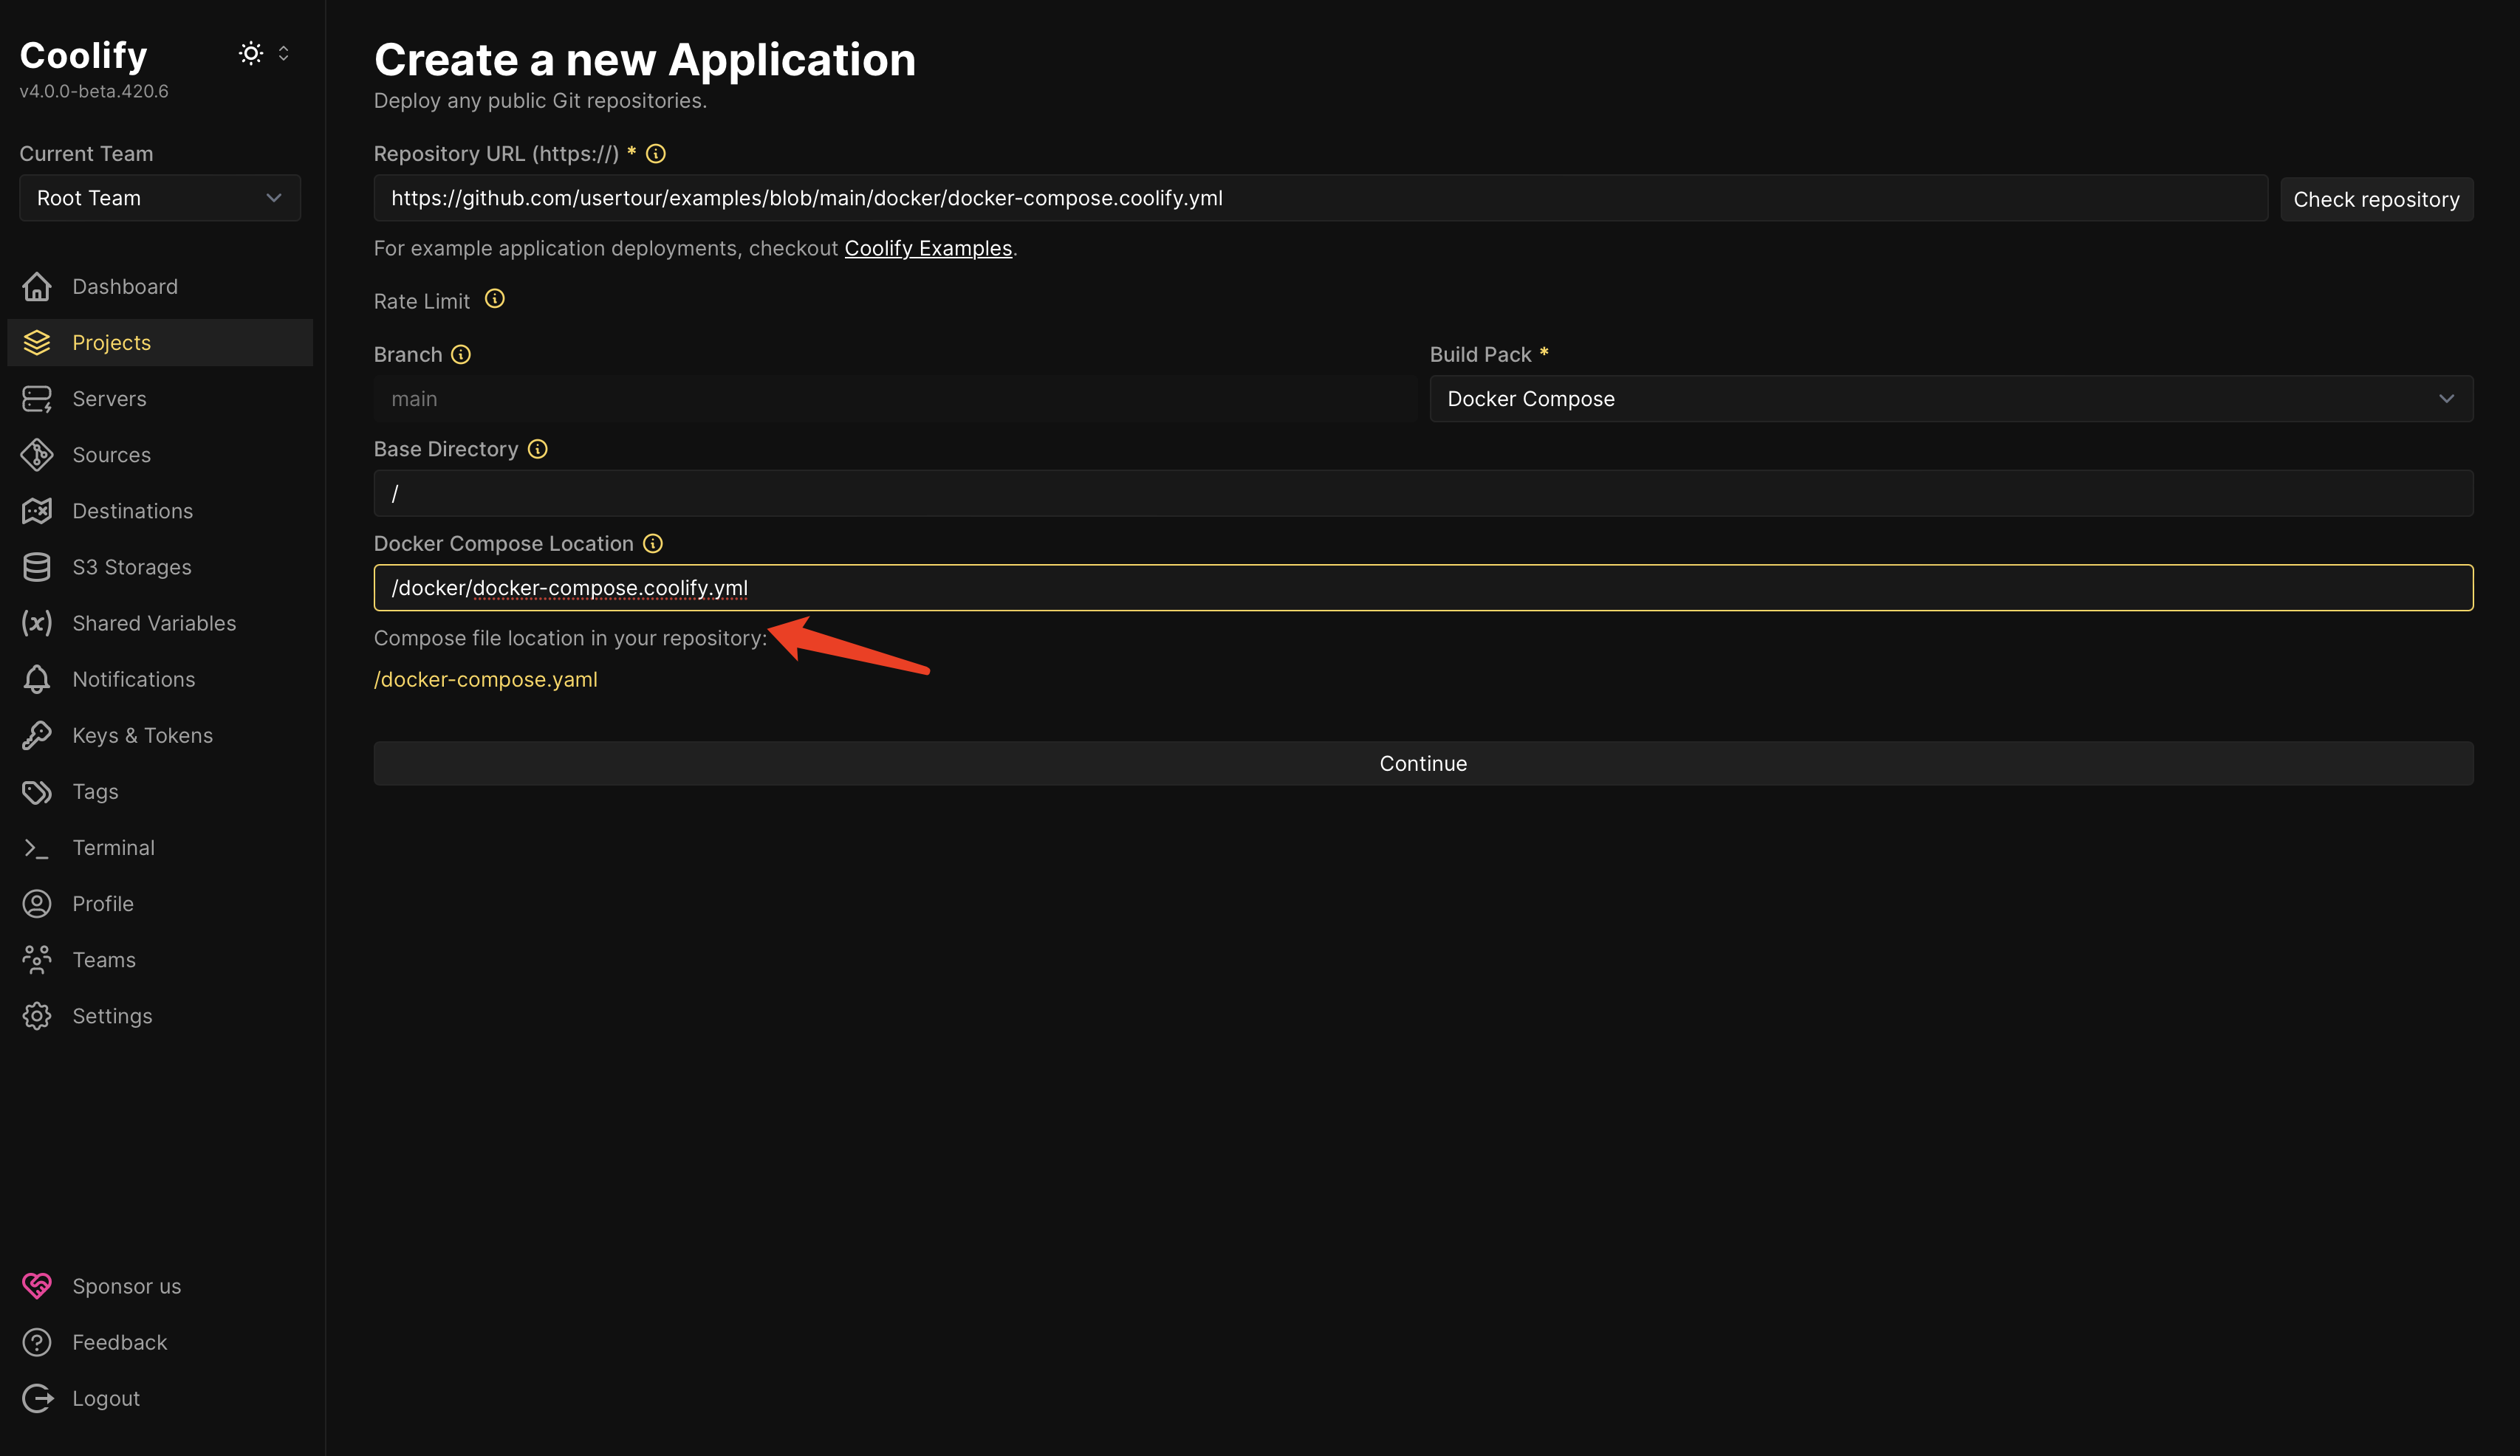 Coolify
v4.0.0-beta.420.6
Current Team
Root Team
Dashboard
Projects
Servers
Sources
Destinations
S3 Storages
Shared Variables
Notifications
Keys & Tokens
Tags
Terminal
Profile
Teams
Settings
Sponsor us
Feedback
Logout
Create a new Application
Deploy any public Git repositories.
Repository URL (https://) *
https://github.com/usertour/examples/blob/main/docker/docker-compose.coolify.yml
Check repository
For example application deployments, checkout Coolify Examples.
Rate Limit
Branch
main
Build Pack *
Docker Compose
Base Directory
/
Docker Compose Location
/docker/docker-compose.coolify.yml
Compose file location in your repository:
/docker-compose.yaml
Continue